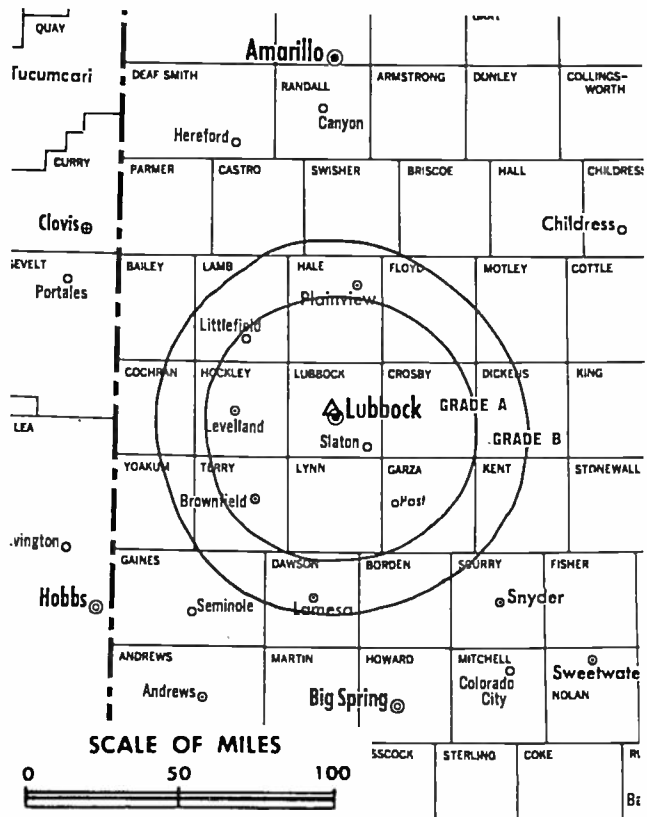 QUAY
Amarillo
Tucumcari
DEAF SMITH
RANDALL
ARMSTRONG
DONLEY
COLLINGS-
WORTH
Canyon
Hereford
CURRY
PARMER
CASTRO
SWISHER
BRISCOE
HALL
CHILDRESS
Clovis
Childress
EVELT
BAILEY
LAMB
HALE
FLOYD
MOTLEY
COTTLE
Portales
Plainview
Littlefield
COCHRAN
HOCKLEY
LUBBOCK
CROSBY
DICKENS
KING
GRADE A
Levelland
Lubbock
LEA
Slaton
GRADE B
YOAKUM
TERRY
LYNN
GARZA
KENT
STONEWALL
Brownfield
Post
vington
GAINES
DAWSON
BORDEN
SCURRY
FISHER
Hobbs
Seminole
Lamesa
Snyder
ANDREWS
MARTIN
HOWARD
MITCHELL
Sweetwate
Colorado
City
NOLAN
Andrews
Big Spring
SCALE OF MILES
SSCOCK
STERLING
COKE
RU
0 50 100
Ba